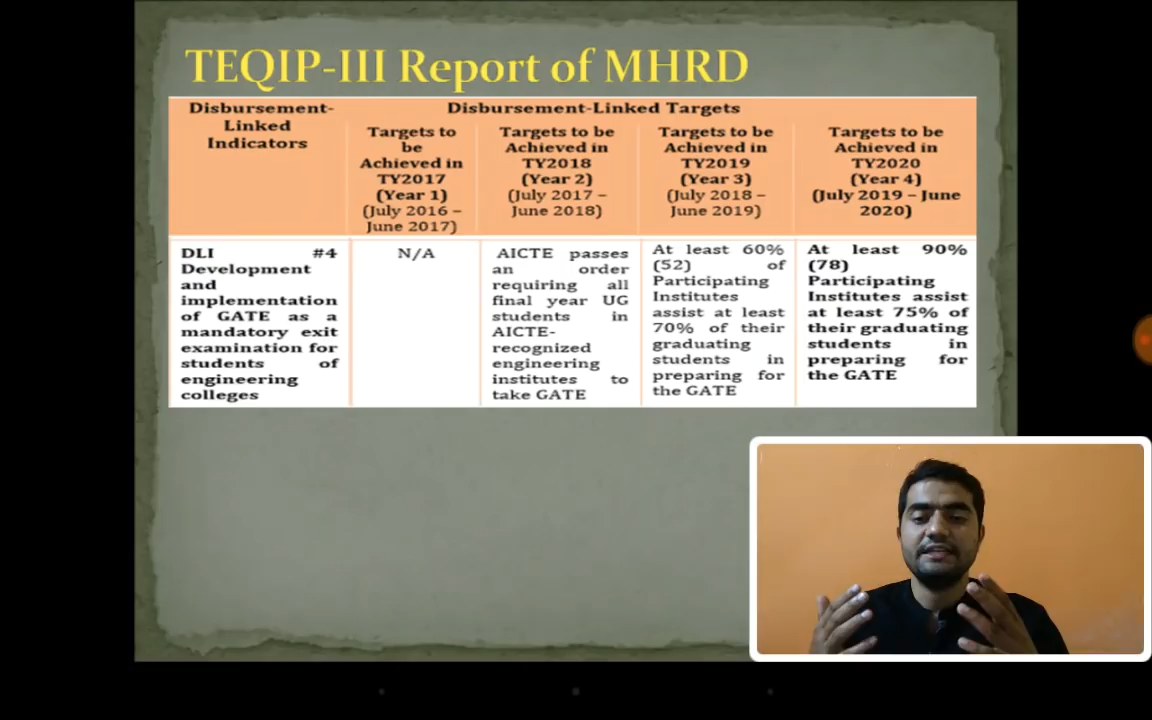 TEQIP-III Report of MHRD
Disbursement-
Linked
Indicators
Disbursement-Linked Targets
Targets to
be
Achieved in
TY2017
(Year 1)
(July 2016 –
June 2017)
Targets to be
Achieved in
TY2018
(Year 2)
(July 2017 –
June 2018)
Targets to be
Achieved in
TY2019
(Year 3)
(July 2018 –
June 2019)
Targets to be
Achieved in
TY2020
(Year 4)
(July 2019 – June
2020)
DLI #4
Development
and
implementation
of GATE as a
mandatory exit
examination for
students of
engineering
colleges
N/A
AICTE passes
an order
requiring all
final year UG
students in
AICTE-
recognized
engineering
institutes to
take GATE
At least 60%
(52) of
Participating
Institutes
assist at least
70% of their
graduating
students in
preparing for
the GATE
At least 90%
(78)
Participating
Institutes assist
at least 75% of
their graduating
students in
preparing for
the GATE